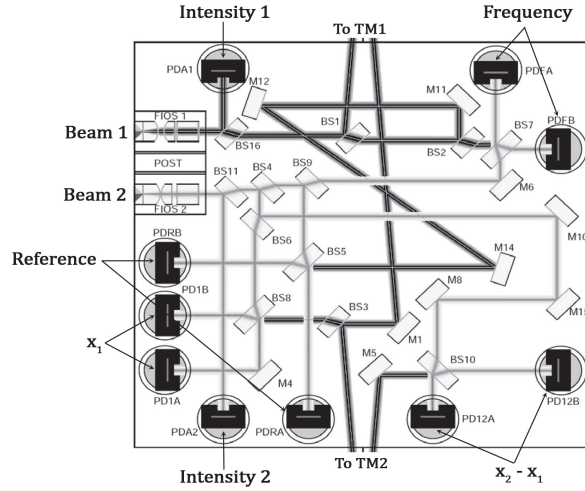 Intensity 1
To TM1
Frequency
PDA1
M12
M11
PDFA
PDFB
FIOS 1
Beam 1
BS16
BS1
BS2
BS7
POST
BS11
BS4
BS9
Beam 2
M6
FIOS 2
M10
BS6
PDRB
BS5
M14
Reference
PD1B
M8
BS8
BS3
M15
x1
M1
M5
BS10
PD1A
M4
PDA2
PDRA
PD12A
PD12B
Intensity 2
To TM2
x2 - x1